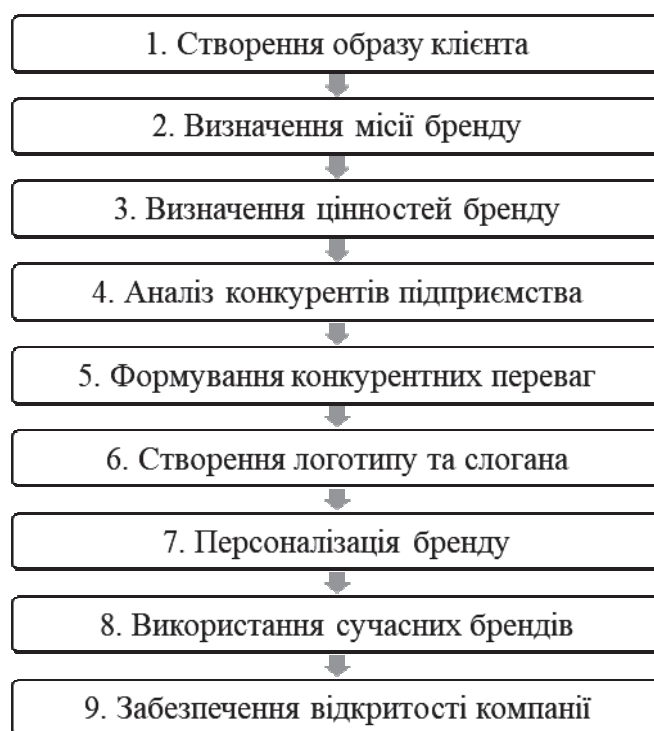 1. Створення образу клієнта
2. Визначення місії бренду
3. Визначення цінностей бренду
4. Аналіз конкурентів підприємства
5. Формування конкурентних переваг
6. Створення логотипу та слогана
7. Персоналізація бренду
8. Використання сучасних брендів
9. Забезпечення відкритості компанії